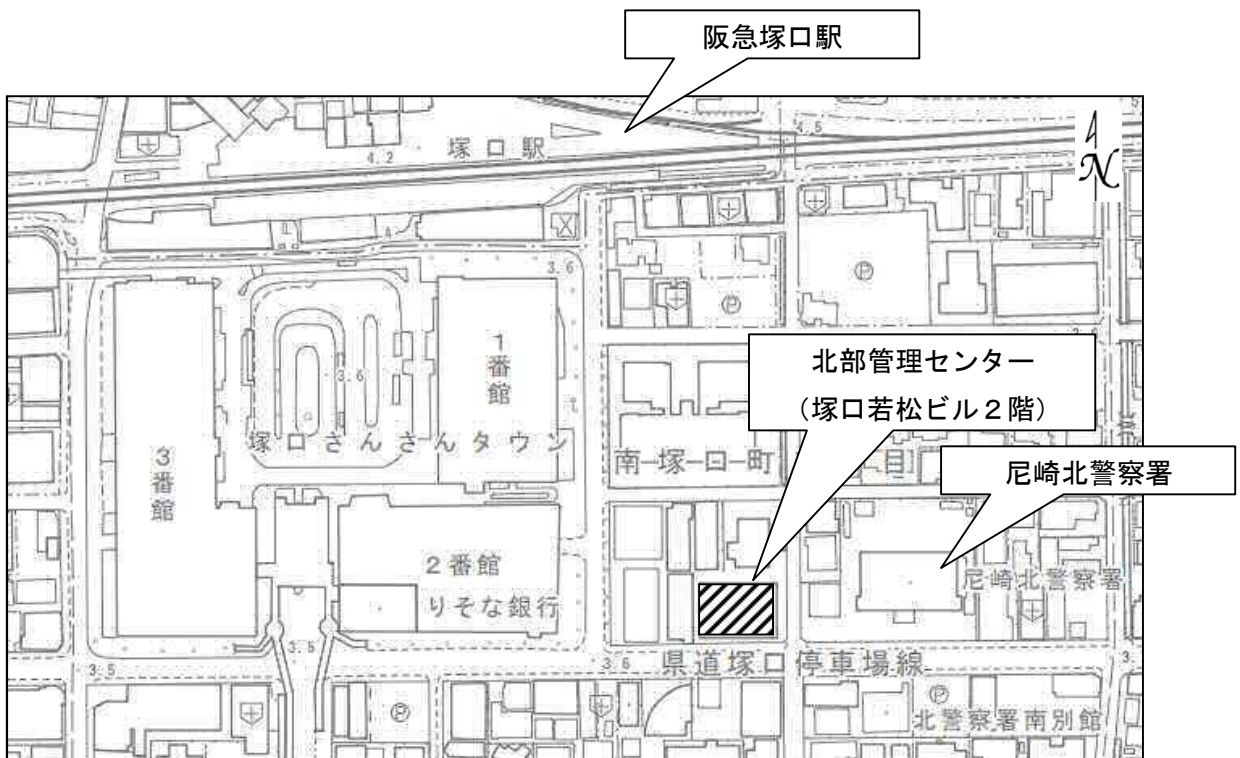 阪急塚口駅
4.5
N
塚口駅
4.2
3.6
1番館
3.6
塚口さんさんタウン
3番館
北部管理センター
（塚口若松ビル２階）
南塚口町
尼崎北警察署
2番館
りそな銀行
尼崎北警察署
3.5
3.5
3.6
県道塚口停車場線
P
P
P
P
北警察署南別館